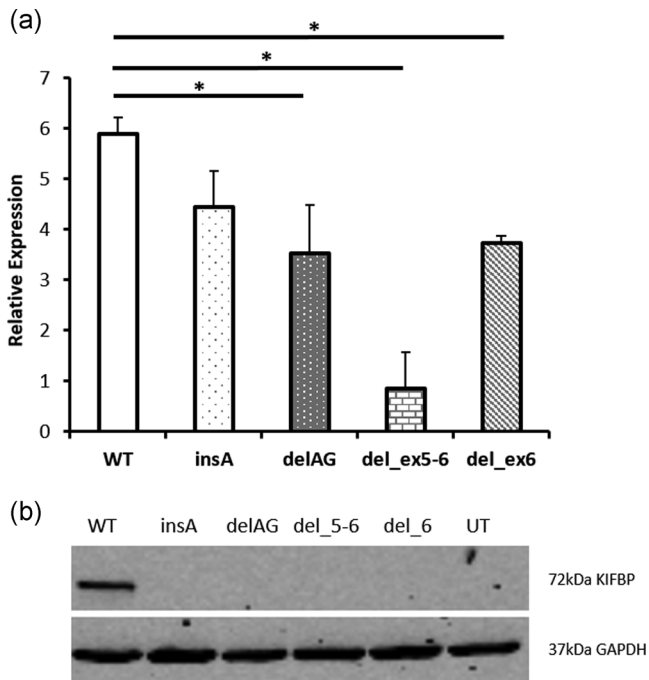 (a)
*
*
*
Relative Expression
7
6
5
4
3
2
1
0
WT insA delAG del_ex5-6 del_ex6
(b)
WT insA delAG del_5-6 del_6 UT
72kDa KIFBP
37kDa GAPDH